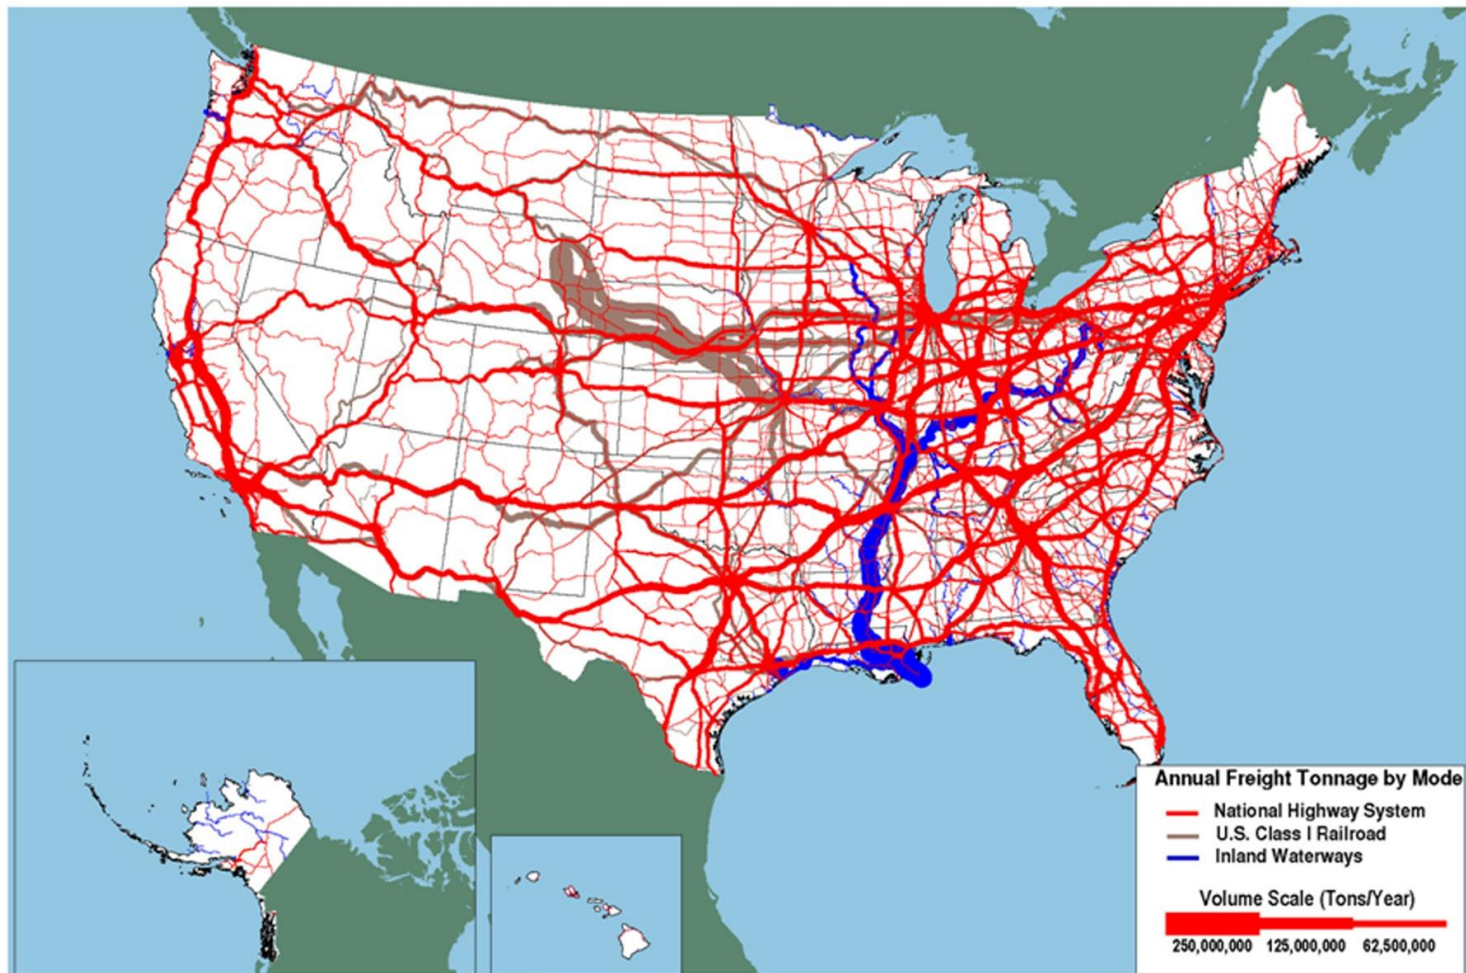 Annual Freight Tonnage by Mode
National Highway System
U.S. Class I Railroad
Inland Waterways
Volume Scale (Tons/Year)
250,000,000 125,000,000 62,500,000